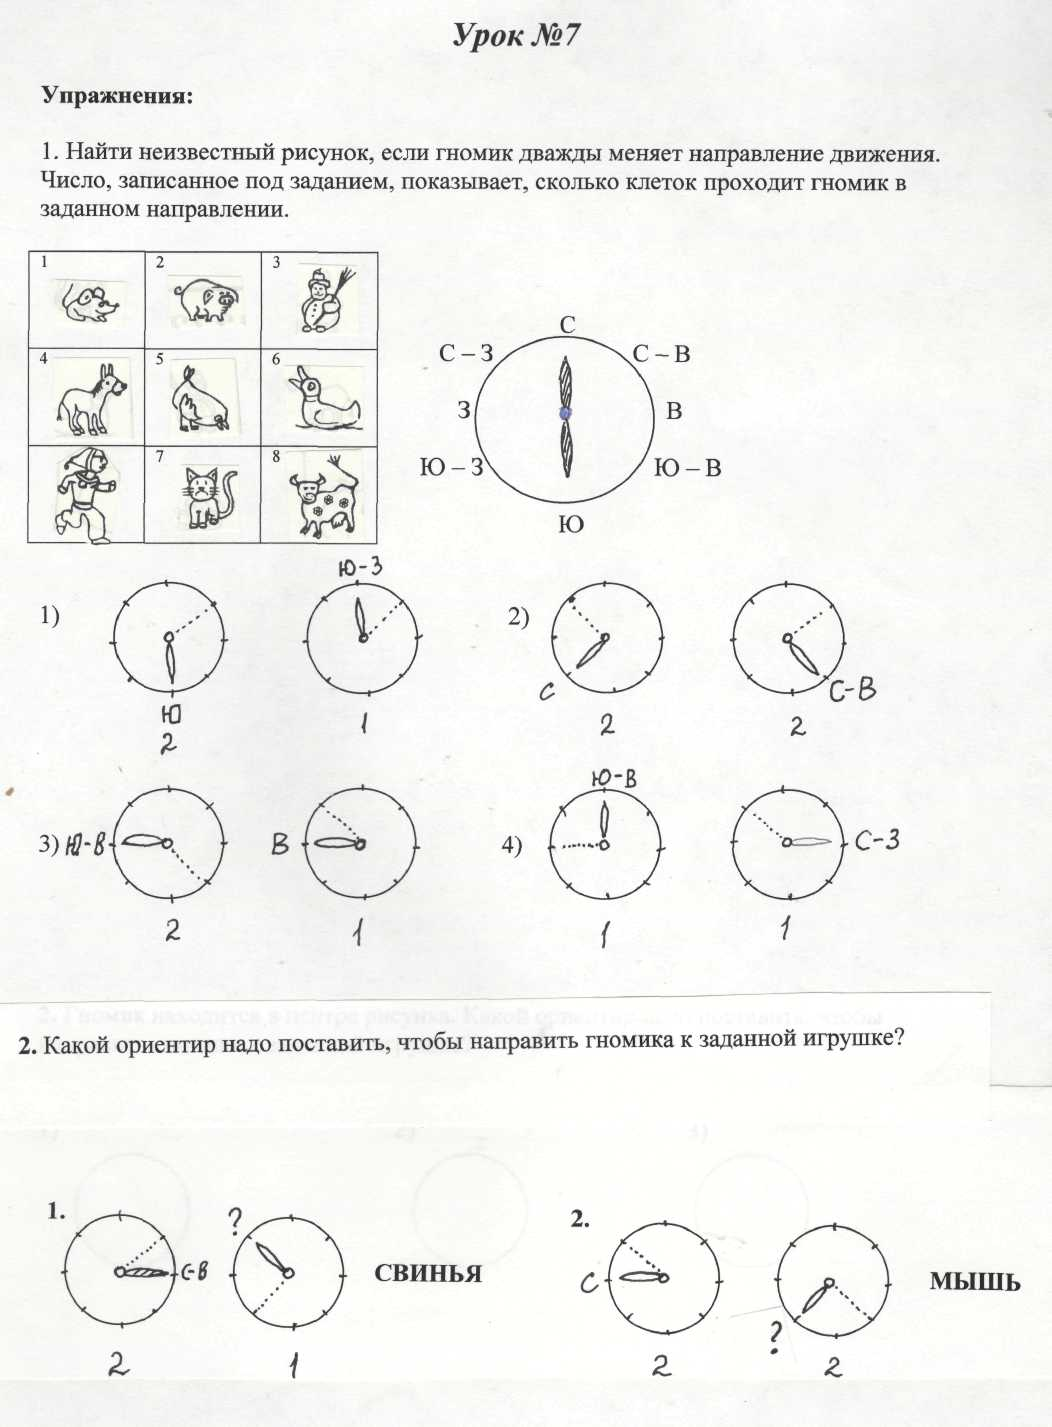 Урок №7
Упражнения:
1. Найти неизвестный рисунок, если гномик дважды меняет направление движения.
Число, записанное под заданием, показывает, сколько клеток проходит гномик в
заданном направлении.
1 2 3
4 5 6
7 8
С
С – З С – В
З В
Ю – З Ю – В
Ю
1) Ю 2
Ю-З 1
2) С 2
С-В 2
3) Ю-В 2
В 1
4) Ю-В 1
С-З 1
2. Какой ориентир надо поставить, чтобы направить гномика к заданной игрушке?
1. С-В 2
? 1
СВИНЬЯ
2. С 2
? 2
МЫШЬ